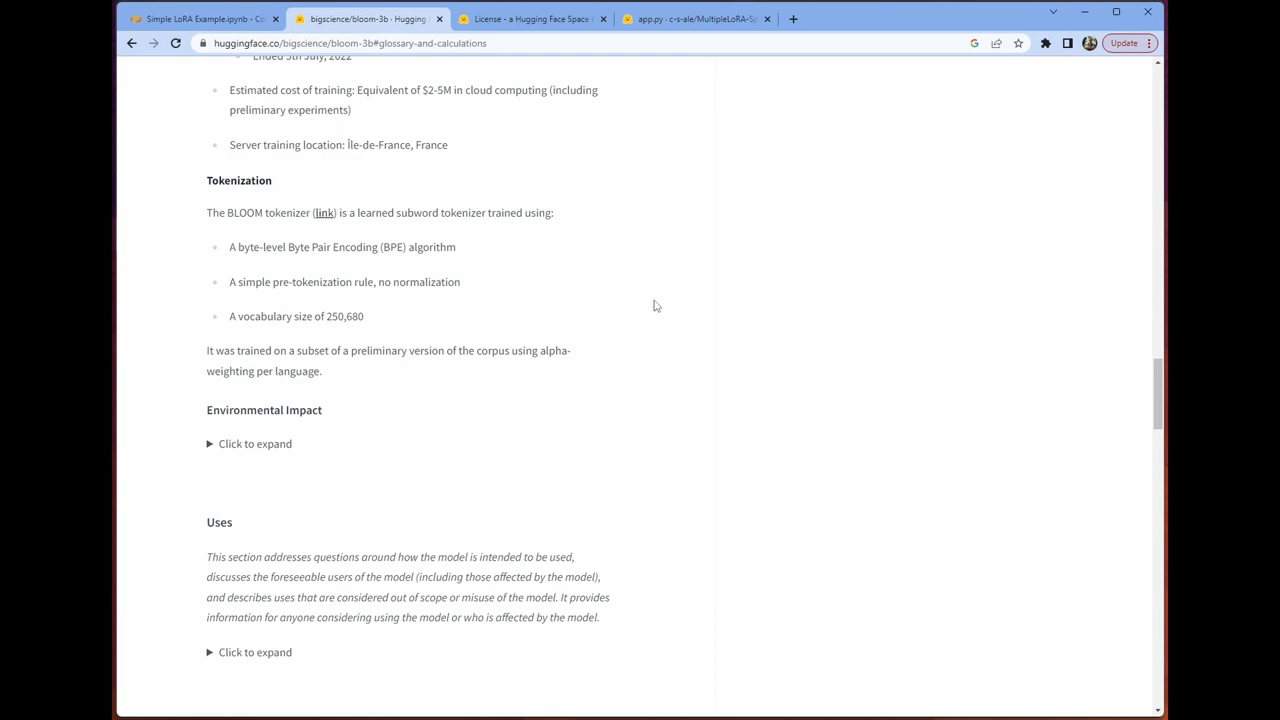 Simple LoRA Example.ipynb - Co
bigscience/bloom-3b · Hugging
License - a Hugging Face Space
app.py · c-s-ale/MultipleLoRA-S
huggingface.co/bigscience/bloom-3b#glossary-and-calculations
Update
Ended 5th July, 2022
Estimated cost of training: Equivalent of $2-5M in cloud computing (including
preliminary experiments)
Server training location: Île-de-France, France
Tokenization
The BLOOM tokenizer (link) is a learned subword tokenizer trained using:
A byte-level Byte Pair Encoding (BPE) algorithm
A simple pre-tokenization rule, no normalization
A vocabulary size of 250,680
It was trained on a subset of a preliminary version of the corpus using alpha-
weighting per language.
Environmental Impact
Click to expand
Uses
This section addresses questions around how the model is intended to be used,
discusses the foreseeable users of the model (including those affected by the model),
and describes uses that are considered out of scope or misuse of the model. It provides
information for anyone considering using the model or who is affected by the model.
Click to expand